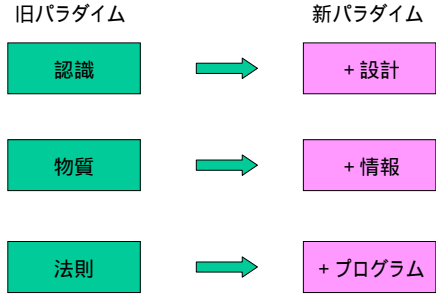 旧パラダイム
新パラダイム
認識
+ 設計
物質
+ 情報
法則
+ プログラム